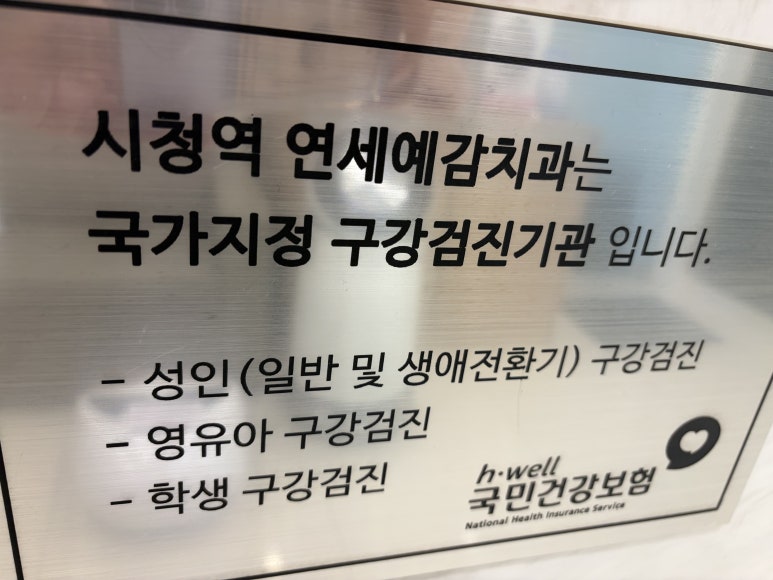 시청역 연세예감치과는
국가지정 구강검진기관 입니다.
- 성인(일반 및 생애전환기) 구강검진
- 영유아 구강검진
- 학생 구강검진
h·well
국민건강보험
National Health Insurance Service